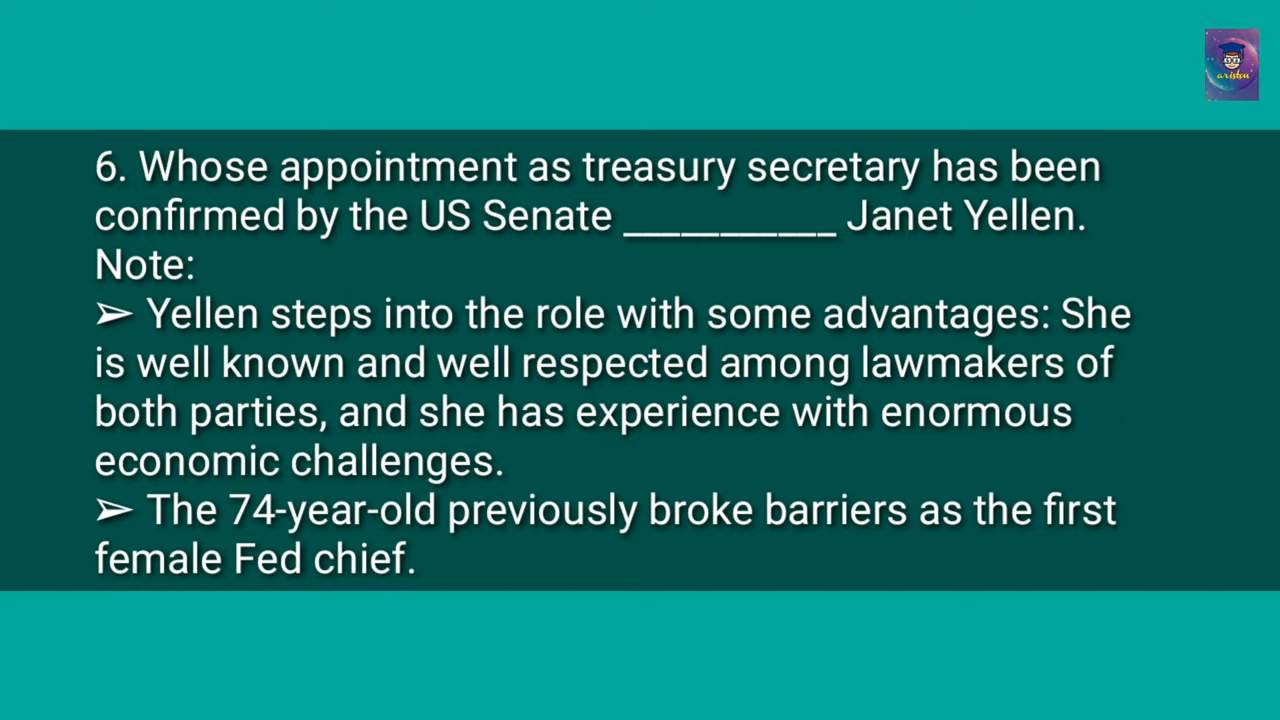 ariston
6. Whose appointment as treasury secretary has been
confirmed by the US Senate ___________ Janet Yellen.
Note:
➢ Yellen steps into the role with some advantages: She
is well known and well respected among lawmakers of
both parties, and she has experience with enormous
economic challenges.
➢ The 74-year-old previously broke barriers as the first
female Fed chief.